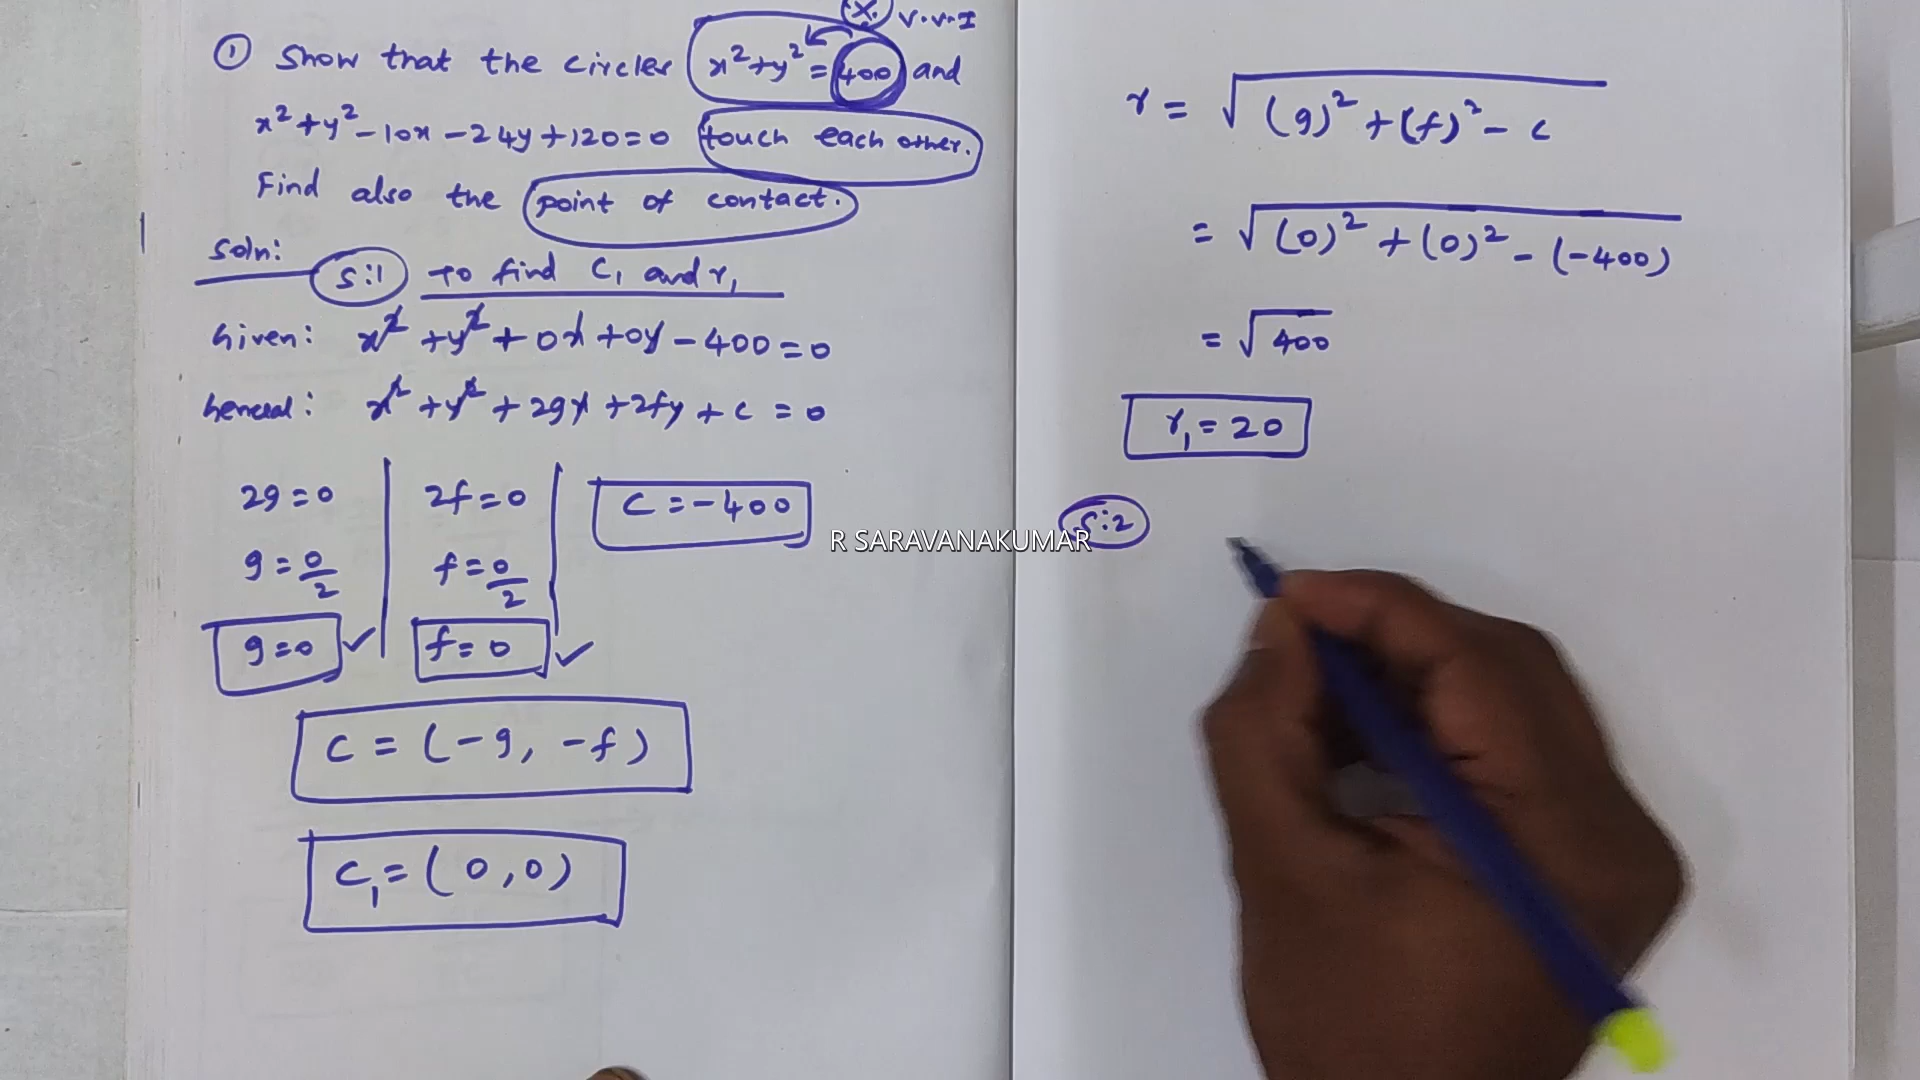 (X.) V.V.I
① Show that the circles x²+y²=400 and
x²+y²-10x-24y+120=0 touch each other.
Find also the point of contact.
Soln:
S:1 To find C₁ and r₁
Given: x²+y²+0x+0y-400=0
General: x²+y²+2gx+2fy+c=0
2g=0 2f=0 C=-400
g=0/2 f=0/2
g=0 ✓ f=0 ✓
C = (-g, -f)
C₁ = (0,0)
r = √(g)²+(f)²-c
= √(0)²+(0)²-(-400)
= √400
r₁=20
S:2
R SARAVANAKUMAR